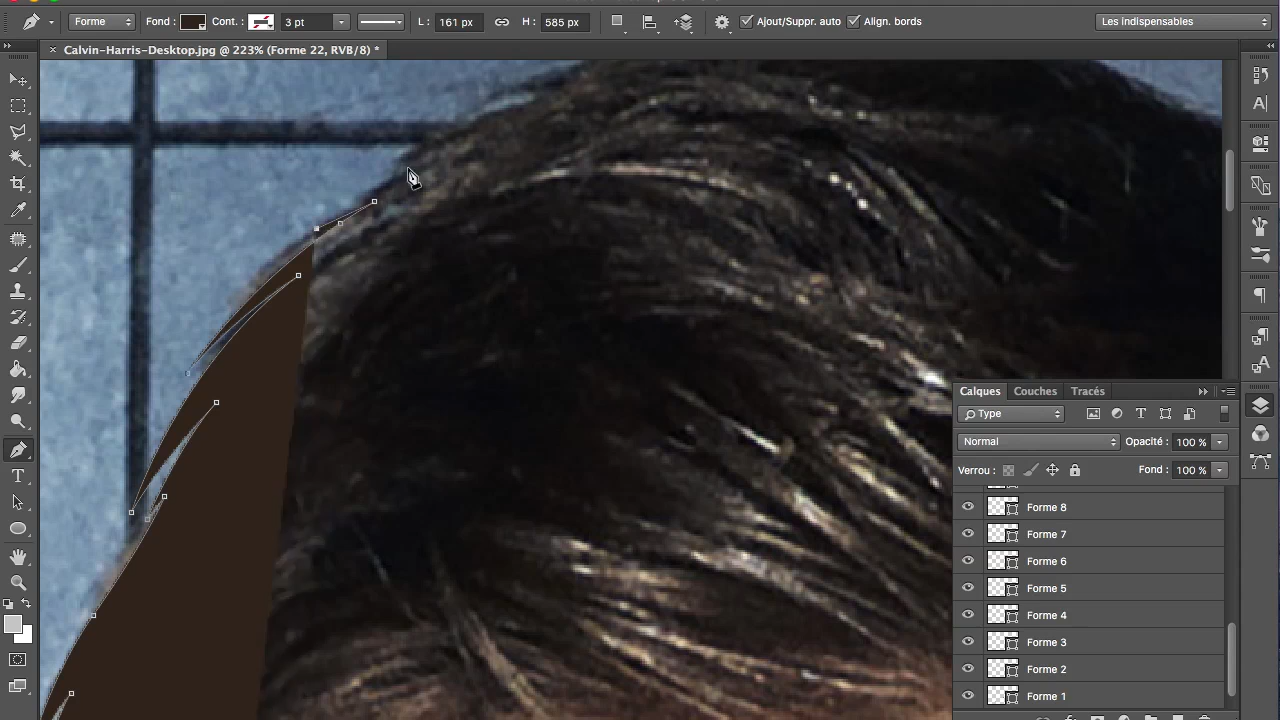 Forme Fond : Cont. : 3 pt L : 161 px H : 585 px Ajout/Suppr. auto Align. bords Les indispensables
× Calvin-Harris-Desktop.jpg @ 223% (Forme 22, RVB/8) *
Calques Couches Tracés
Type
Normal Opacité : 100 %
Verrou : Fond : 100 %
Forme 8
Forme 7
Forme 6
Forme 5
Forme 4
Forme 3
Forme 2
Forme 1